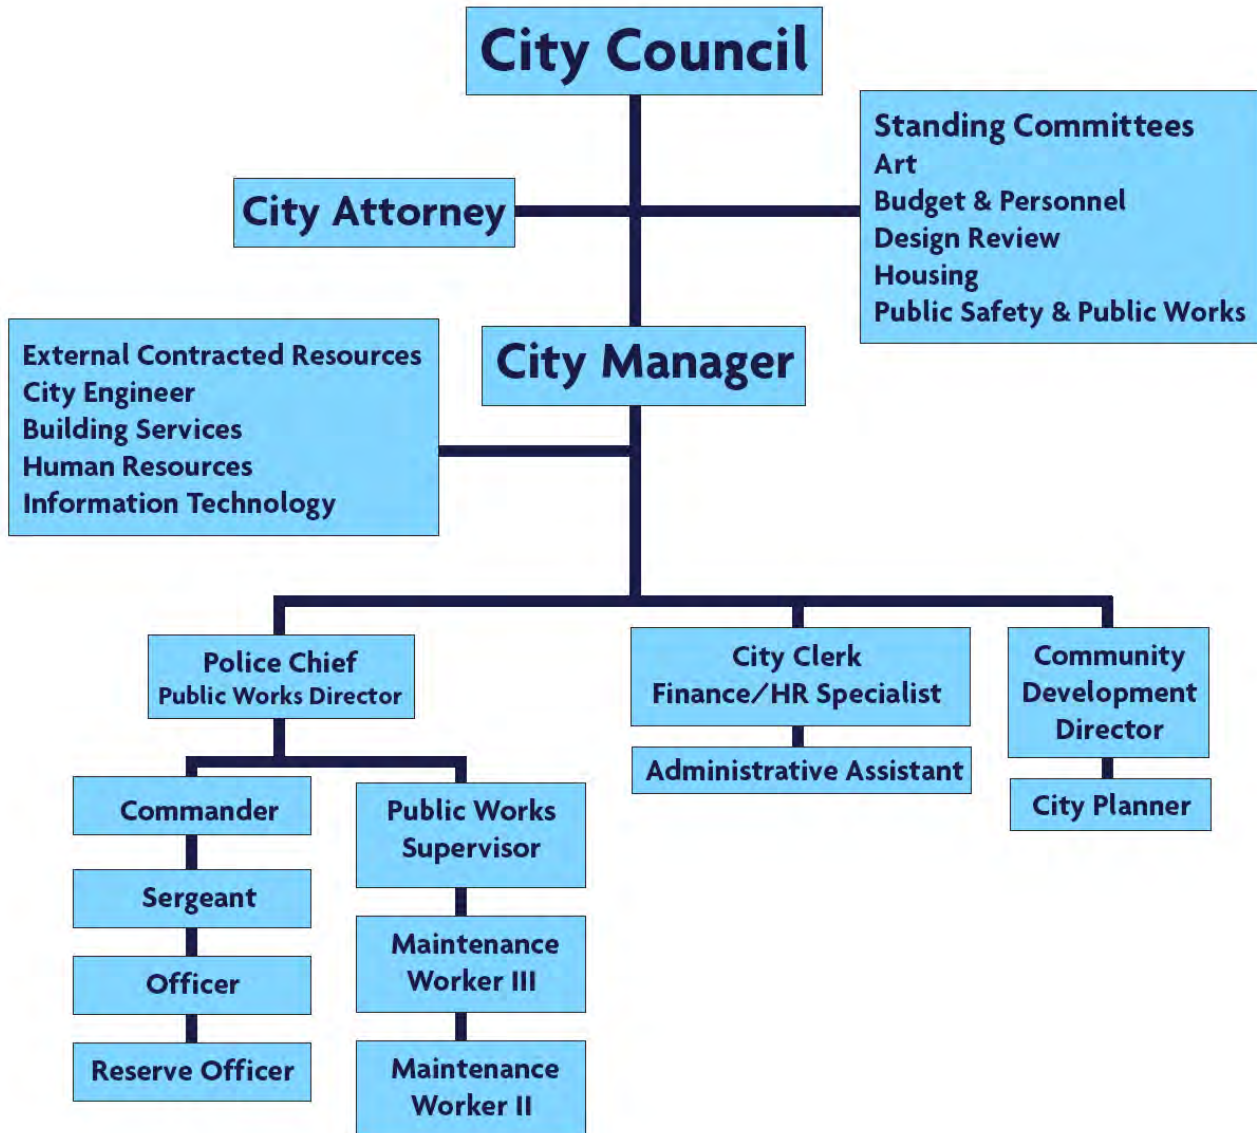 City Council
Standing Committees
Art
Budget & Personnel
Design Review
Housing
Public Safety & Public Works
City Attorney
City Manager
External Contracted Resources
City Engineer
Building Services
Human Resources
Information Technology
Police Chief
Public Works Director
City Clerk
Finance/HR Specialist
Community
Development
Director
Administrative Assistant
City Planner
Commander
Sergeant
Officer
Reserve Officer
Public Works
Supervisor
Maintenance
Worker III
Maintenance
Worker II